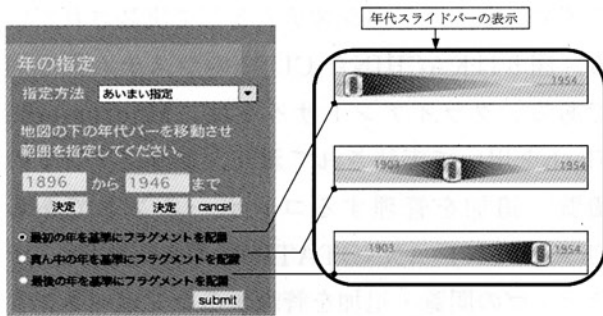 年の指定
指定方法 あいまい指定
地図の下の年代バーを移動させ
範囲を指定してください。
1896 から 1946 まで
決定 決定 cancel
最初の年を基準にフラグメントを配置
真ん中の年を基準にフラグメントを配置
最後の年を基準にフラグメントを配置
submit
年代スライドバーの表示
1954
1903 1954
1903 1954